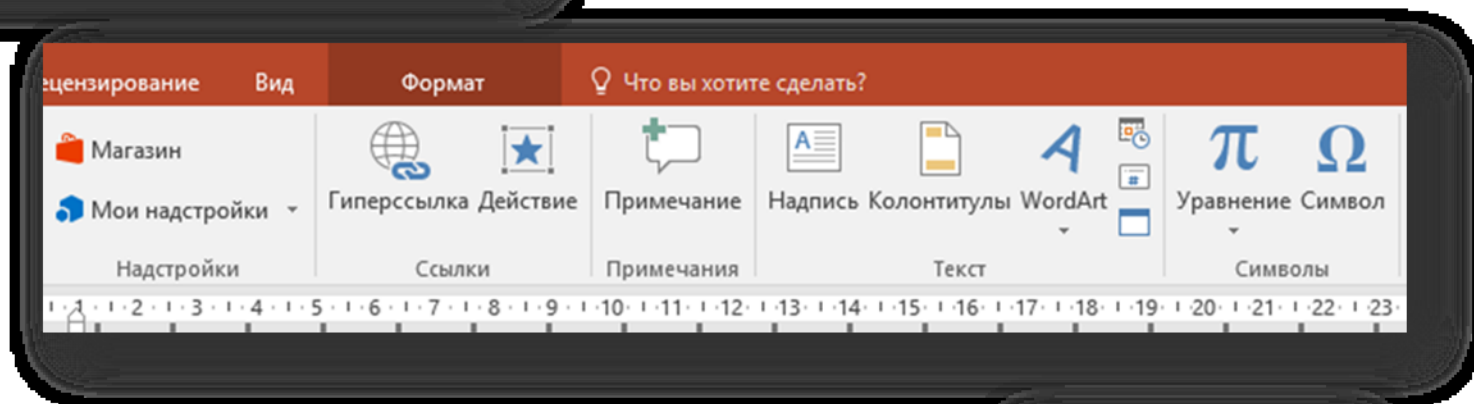 ецензирование Вид Формат Что вы хотите сделать?
Магазин
Мои надстройки
Гиперссылка Действие Примечание Надпись Колонтитулы WordArt Уравнение Символ
Надстройки Ссылки Примечания Текст Символы
1 2 3 4 5 6 7 8 9 10 11 12 13 14 15 16 17 18 19 20 21 22 23